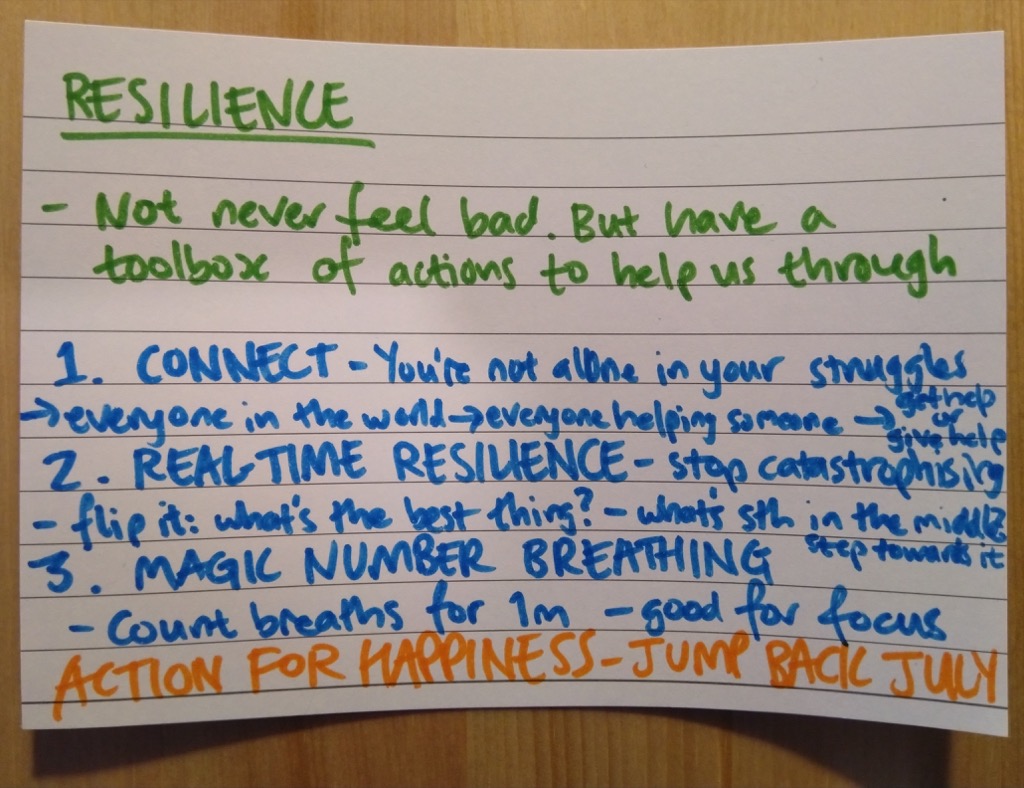 RESILIENCE
- Not never feel bad. But have a
toolbox of actions to help us through
1. CONNECT - You're not alone in your struggles
→ everyone in the world → everyone helping someone → get help or give help
2. REAL TIME RESILIENCE - stop catastrophising
- flip it: what's the best thing? - what's sth in the middle? step towards it
3. MAGIC NUMBER BREATHING
- Count breaths for 1m - good for focus
ACTION FOR HAPPINESS - JUMP BACK JULY